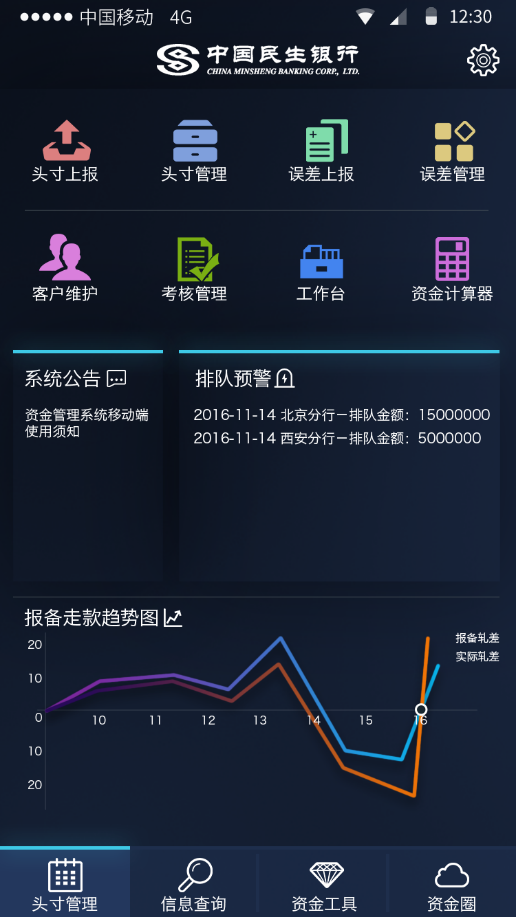 中国移动 4G 12:30
中国民生银行
CHINA MINSHENG BANKING CORP., LTD.
头寸上报 头寸管理 误差上报 误差管理
客户维护 考核管理 工作台 资金计算器
系统公告
资金管理系统移动端
使用须知
排队预警
2016-11-14 北京分行－排队金额：15000000
2016-11-14 西安分行－排队金额：5000000
报备走款趋势图
报备轧差
实际轧差
20
10
0
10
20
10 11 12 13 14 15 16
头寸管理 信息查询 资金工具 资金圈